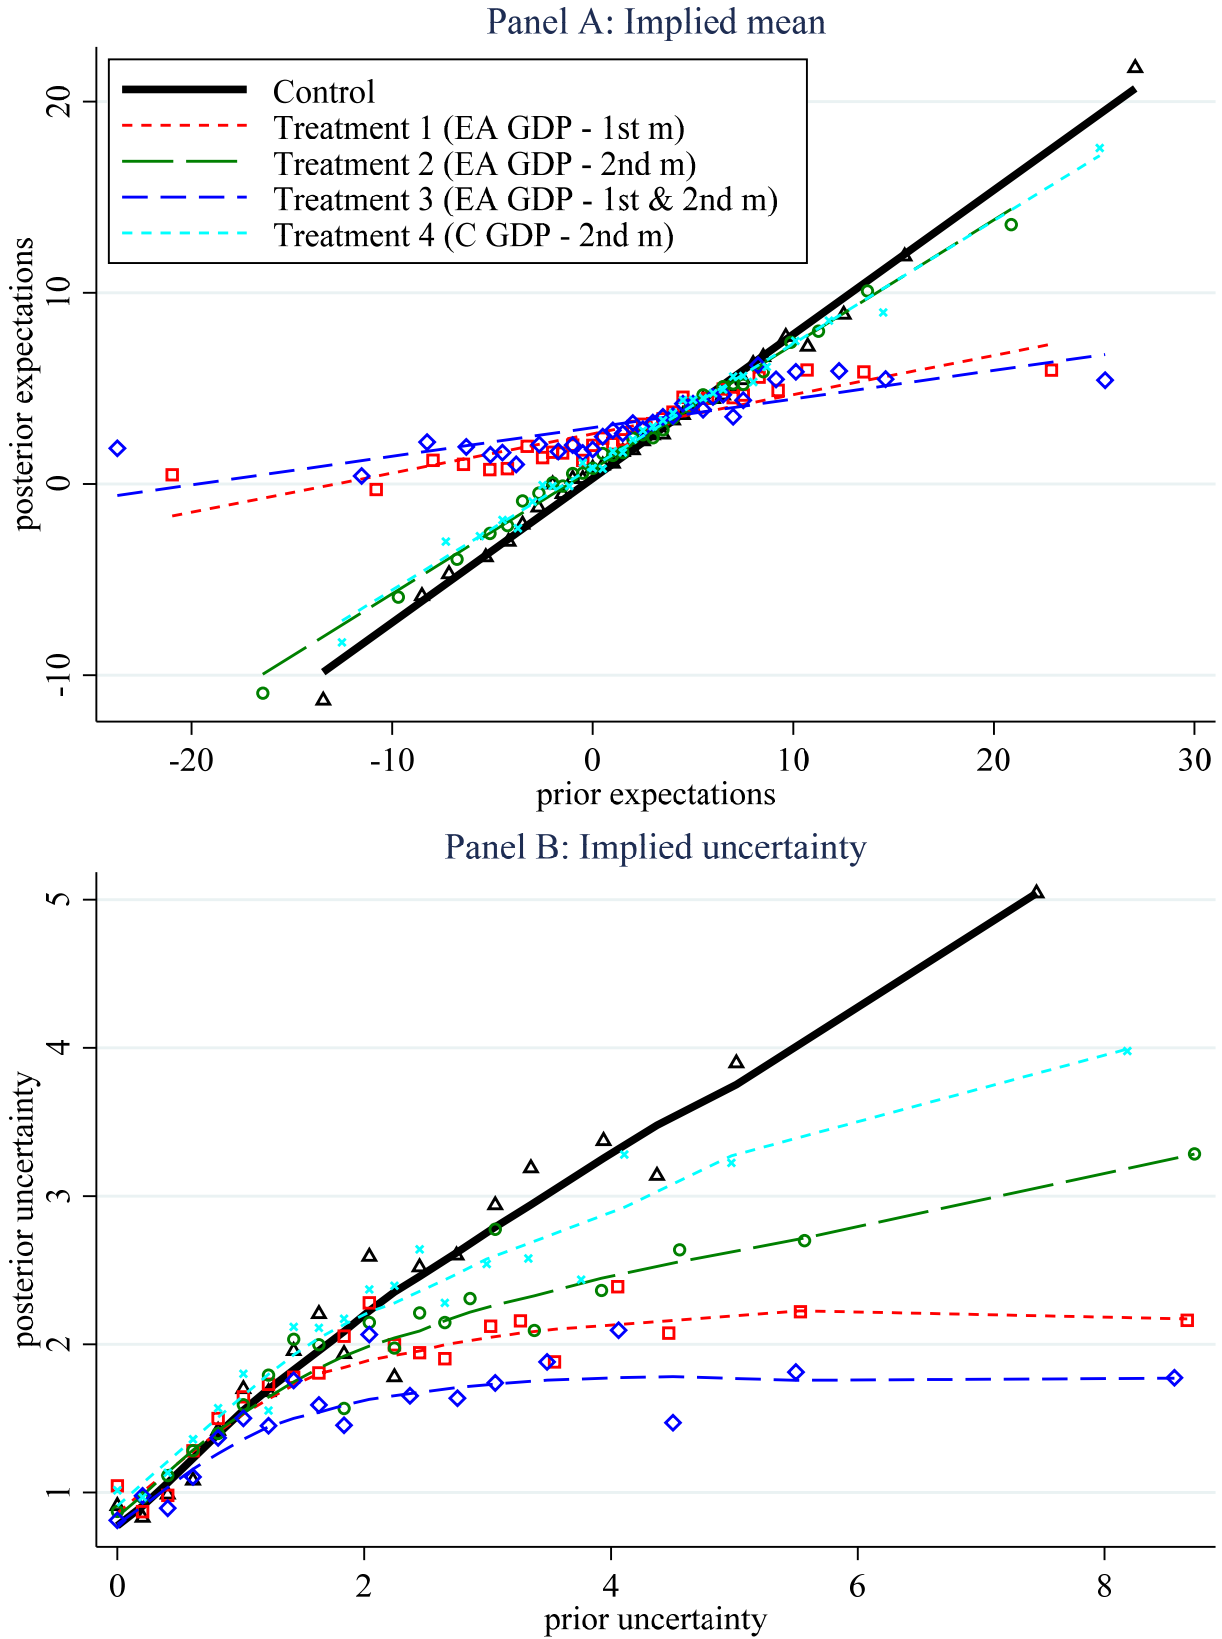 Panel A: Implied mean
Control
Treatment 1 (EA GDP - 1st m)
Treatment 2 (EA GDP - 2nd m)
Treatment 3 (EA GDP - 1st & 2nd m)
Treatment 4 (C GDP - 2nd m)
posterior expectations
20
10
0
-10
-20
-10
0
10
20
30
prior expectations
Panel B: Implied uncertainty
posterior uncertainty
5
4
3
2
1
0
2
4
6
8
prior uncertainty